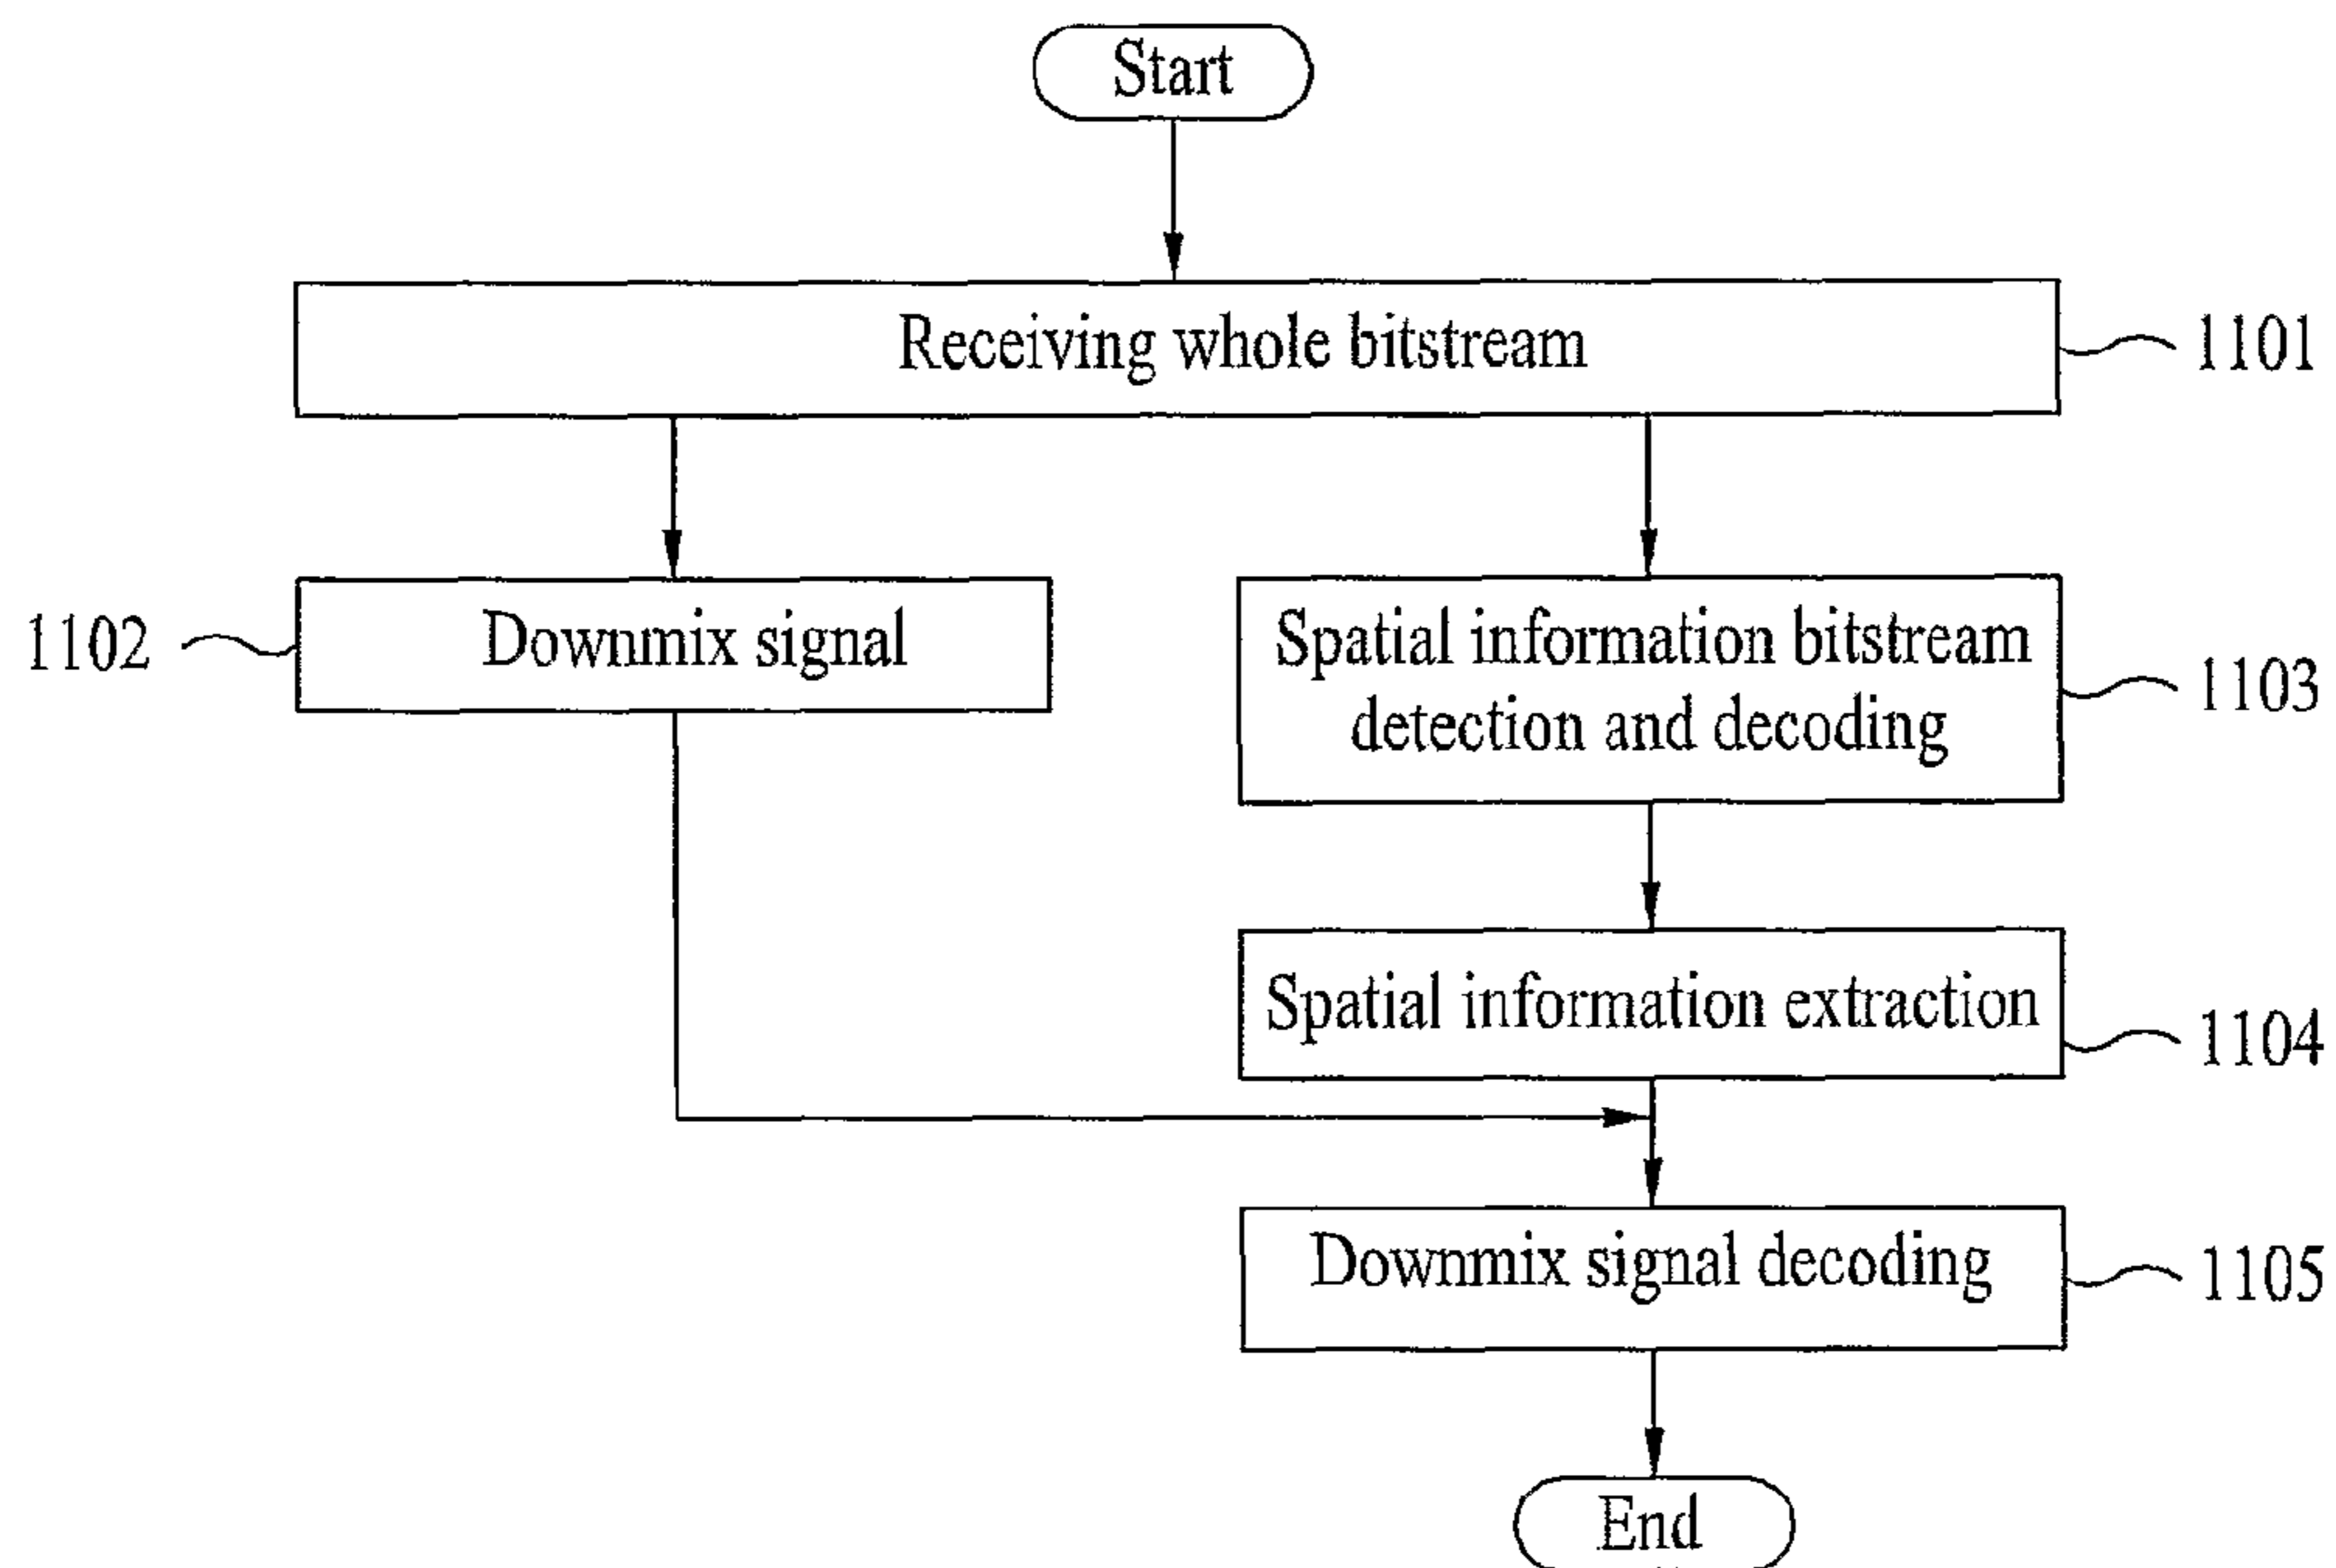 Start
Receiving whole bitstream
1101
1102
Downmix signal
Spatial information bitstream
detection and decoding
1103
Spatial information extraction
1104
Downmix signal decoding
1105
End